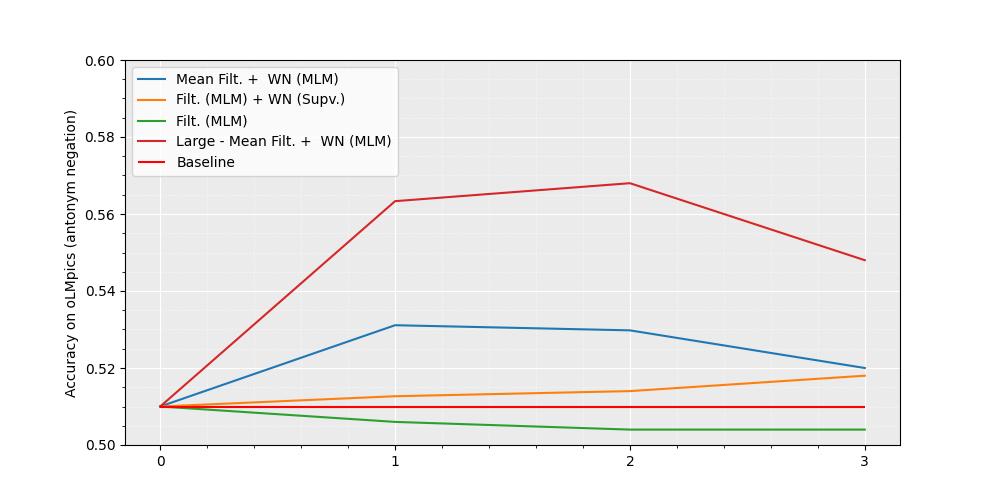 Accuracy on oLMpics (antonym negation)
0.60
0.58
0.56
0.54
0.52
0.50
Mean Filt. +  WN (MLM)
Filt. (MLM) + WN (Supv.)
Filt. (MLM)
Large - Mean Filt. +  WN (MLM)
Baseline
0
1
2
3